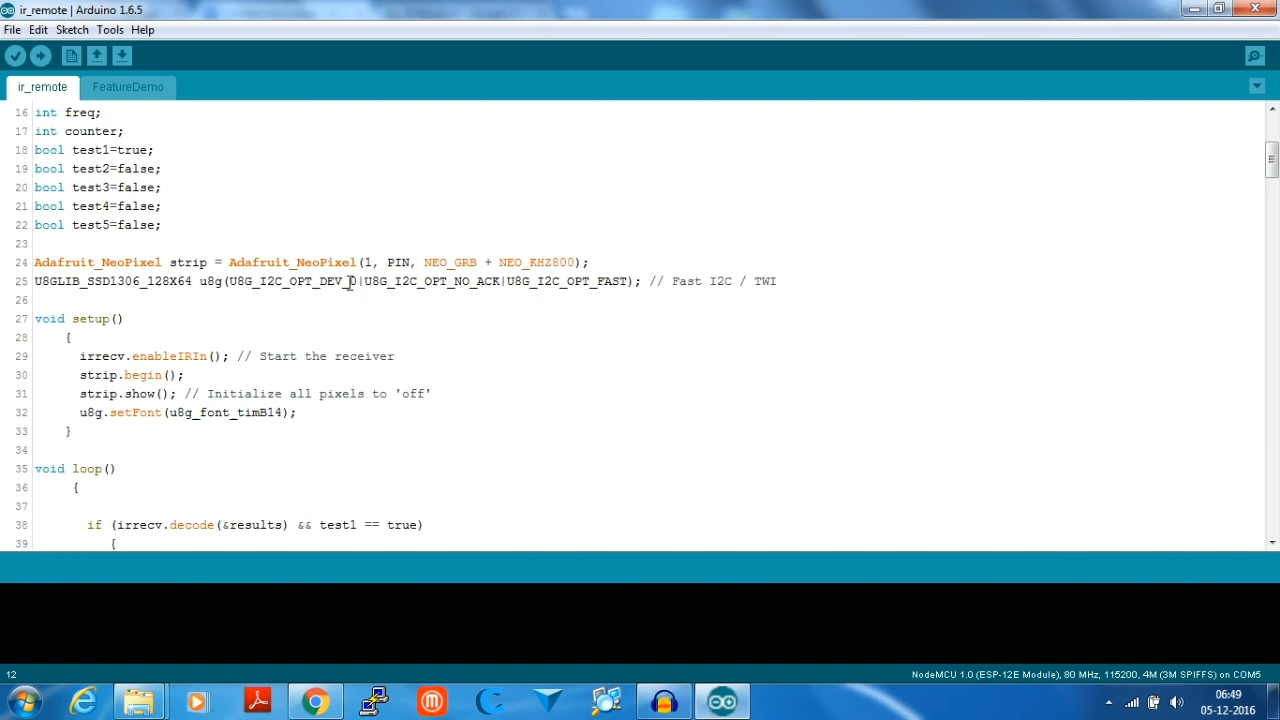 ir_remote | Arduino 1.6.5
File Edit Sketch Tools Help
ir_remote FeatureDemo
16 int freq;
17 int counter;
18 bool test1=true;
19 bool test2=false;
20 bool test3=false;
21 bool test4=false;
22 bool test5=false;
23
24 Adafruit_NeoPixel strip = Adafruit_NeoPixel(1, PIN, NEO_GRB + NEO_KHZ800);
25 U8GLIB_SSD1306_128X64 u8g(U8G_I2C_OPT_DEV_0|U8G_I2C_OPT_NO_ACK|U8G_I2C_OPT_FAST); // Fast I2C / TWI
26
27 void setup()
28 {
29 irrecv.enableIRIn(); // Start the receiver
30 strip.begin();
31 strip.show(); // Initialize all pixels to 'off'
32 u8g.setFont(u8g_font_timB14);
33 }
34
35 void loop()
36 {
37
38 if (irrecv.decode(&results) && test1 == true)
39 {
12 NodeMCU 1.0 (ESP-12E Module), 80 MHz, 115200, 4M (3M SPIFFS) on COM5
06:49
05-12-2016